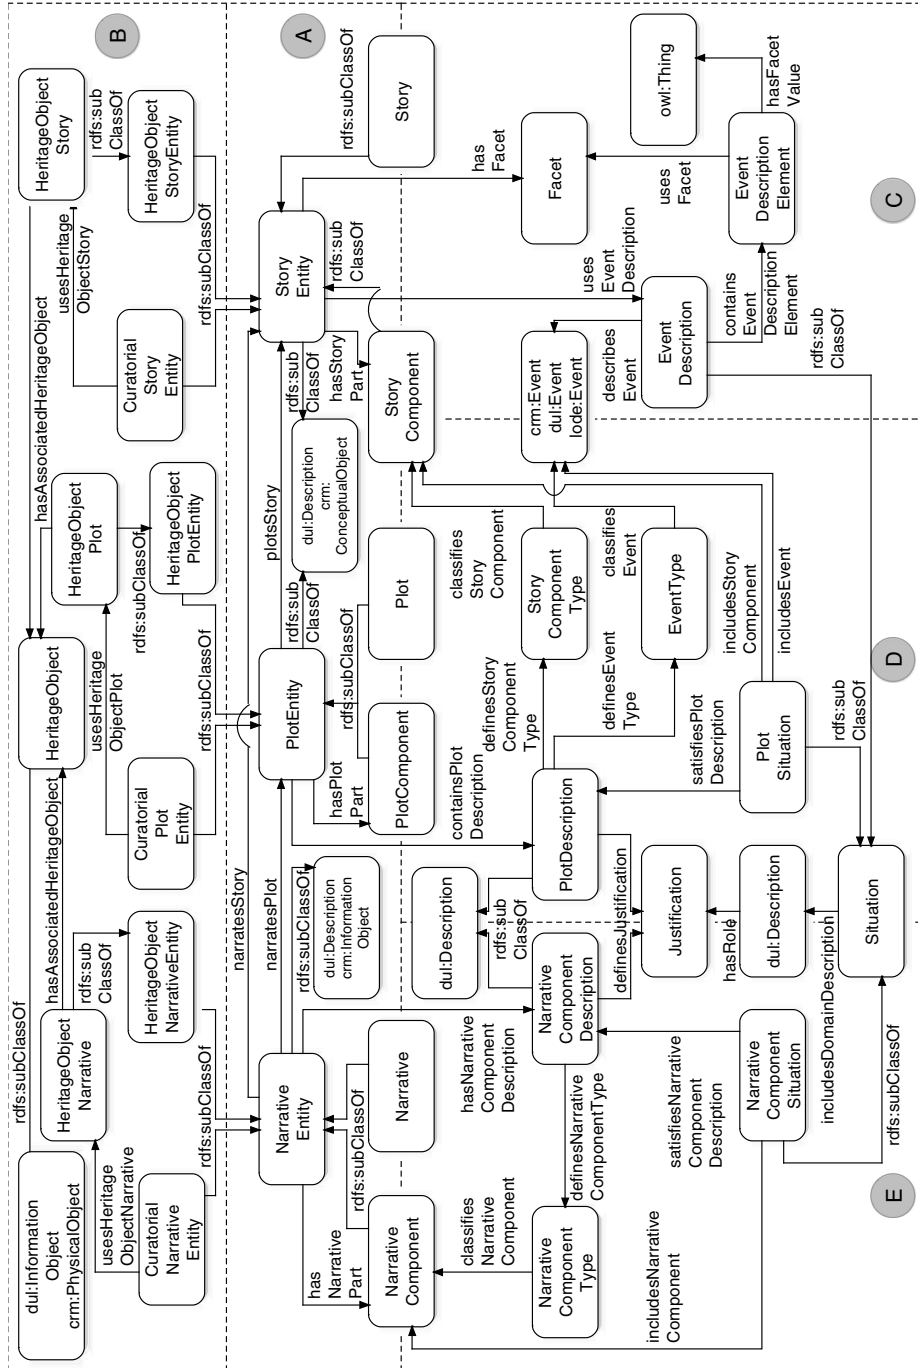 dul:Information
Object
crm:PhysicalObject
rdfs:subClassOf
HeritageObject
hasAssociatedHeritageObject
HeritageObject
Story
B
HeritageObject
Narrative
hasAssociatedHeritageObject
rdfs:sub
ClassOf
HeritageObject
Plot
usesHeritage
ObjectNarrative
usesHeritage
ObjectPlot
rdfs:subClassOf
usesHeritage
ObjectStory
rdfs:sub
ClassOf
Curatorial
Narrative
Entity
HeritageObject
NarrativeEntity
Curatorial
Plot
Entity
HeritageObject
PlotEntity
Curatorial
Story
Entity
HeritageObject
StoryEntity
rdfs:subClassOf
rdfs:subClassOf
rdfs:subClassOf
narratesStory
A
Narrative
Entity
narratesPlot
PlotEntity
plotsStory
Story
Entity
rdfs:subClassOf
rdfs:sub
ClassOf
rdfs:sub
ClassOf
has
Narrative
Part
rdfs:subClassOf
dul:Description
crm:Information
Object
hasPlot
Part
rdfs:subClassOf
dul:Description
crm:
ConceptualObject
hasStory
Part
rdfs:sub
ClassOf
rdfs:subClassOf
Narrative
Component
Narrative
PlotComponent
Plot
Story
Component
Story
classifies
Narrative
Component
hasNarrative
Component
Description
dul:Description
rdfs:sub
ClassOf
containsPlot
Description
definesStory
Component
Type
classifies
Story
Component
has
Facet
Narrative
Component
Type
definesNarrative
ComponentType
Narrative
Component
Description
PlotDescription
Story
Component
Type
crm:Event
dul:Event
lode:Event
uses
Event
Description
Facet
definesJustification
definesEvent
Type
classifies
Event
describes
Event
uses
Facet
owl:Thing
includesNarrative
Component
satisfiesNarrative
Component
Description
Justification
satisfiesPlot
Description
EventType
Event
Description
hasRole
includesStory
Component
contains
Event
Description
Element
Event
Description
Element
hasFacet
Value
Narrative
Component
Situation
dul:Description
Plot
Situation
includesEvent
includesDomainDescription
rdfs:sub
ClassOf
rdfs:sub
ClassOf
E
rdfs:subClassOf
Situation
D
C